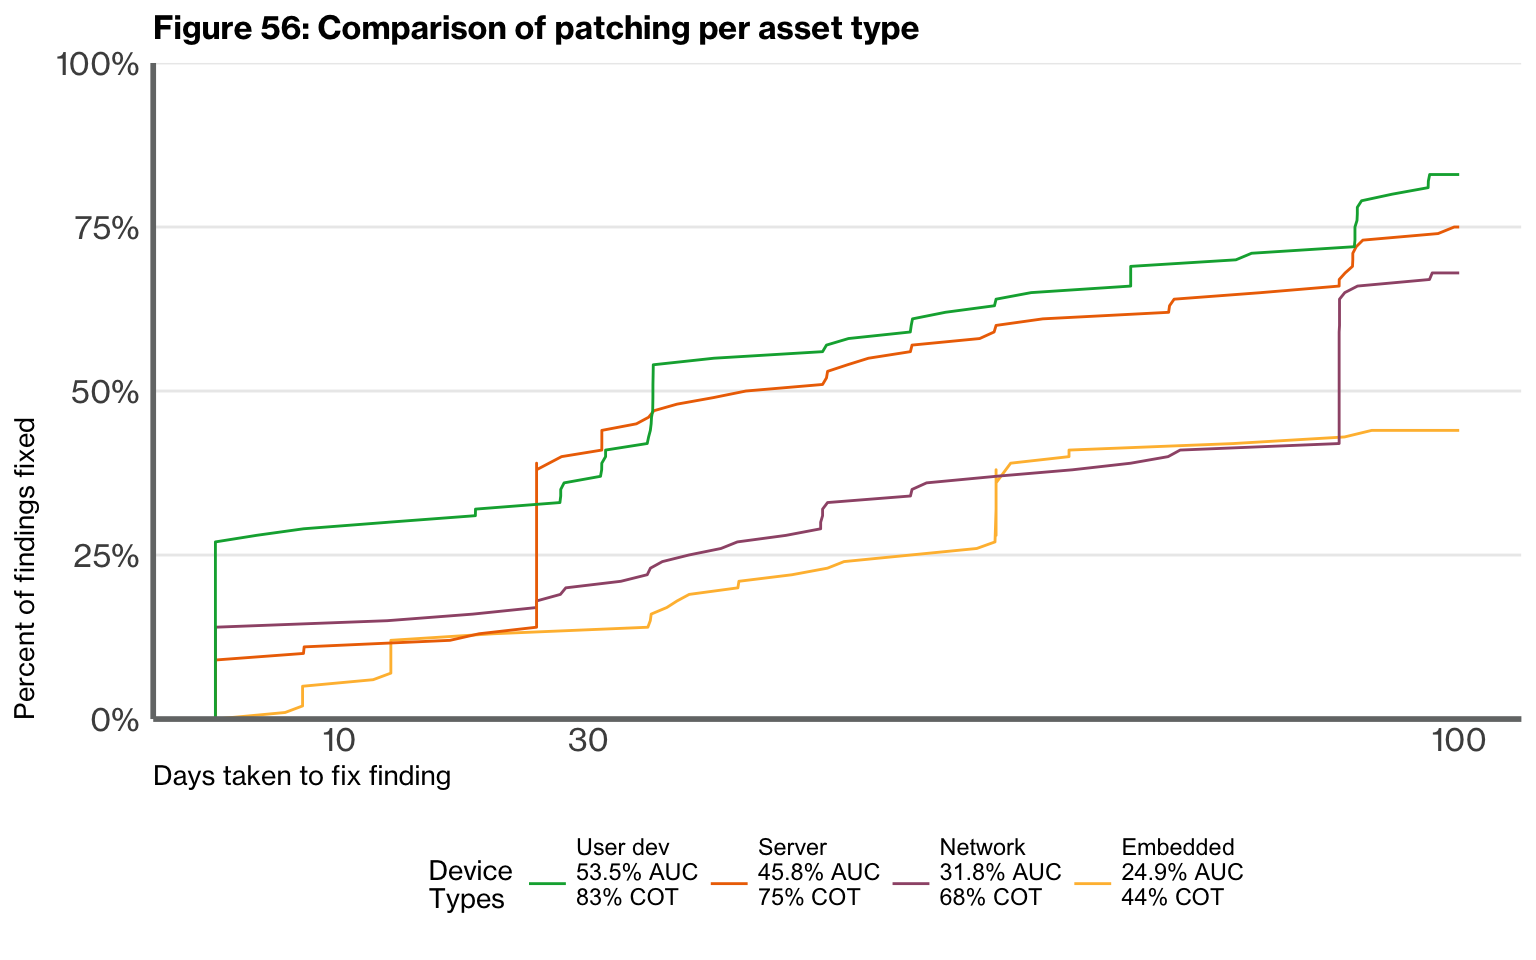 Figure 56: Comparison of patching per asset type
100%
75%
50%
25%
0%
Percent of findings fixed
10 30 100
Days taken to fix finding
Device Types
User dev
53.5% AUC
83% COT
Server
45.8% AUC
75% COT
Network
31.8% AUC
68% COT
Embedded
24.9% AUC
44% COT